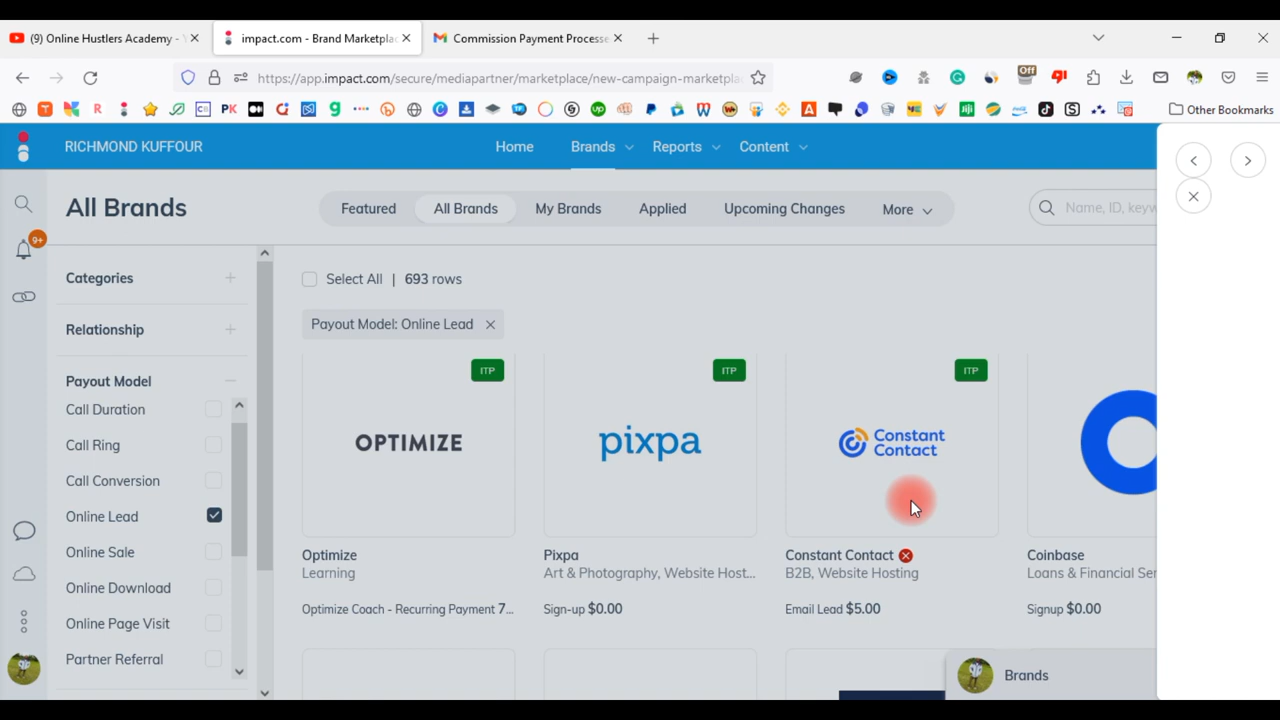 (9) Online Hustlers Academy -
impact.com - Brand Marketpla
Commission Payment Processe
https://app.impact.com/secure/mediapartner/marketplace/new-campaign-marketpla
Off
Other Bookmarks
RICHMOND KUFFOUR
Home
Brands
Reports
Content
All Brands
Featured
All Brands
My Brands
Applied
Upcoming Changes
More
Name, ID, keyw
9+
Categories
Select All | 693 rows
Relationship
Payout Model: Online Lead
Payout Model
Call Duration
Call Ring
Call Conversion
Online Lead
Online Sale
Online Download
Online Page Visit
Partner Referral
ITP
ITP
ITP
OPTIMIZE
pixpa
Constant
Contact
Optimize
Learning
Optimize Coach - Recurring Payment 7...
Pixpa
Art & Photography, Website Host...
Sign-up $0.00
Constant Contact
B2B, Website Hosting
Email Lead $5.00
Coinbase
Loans & Financial Ser
Signup $0.00
Brands